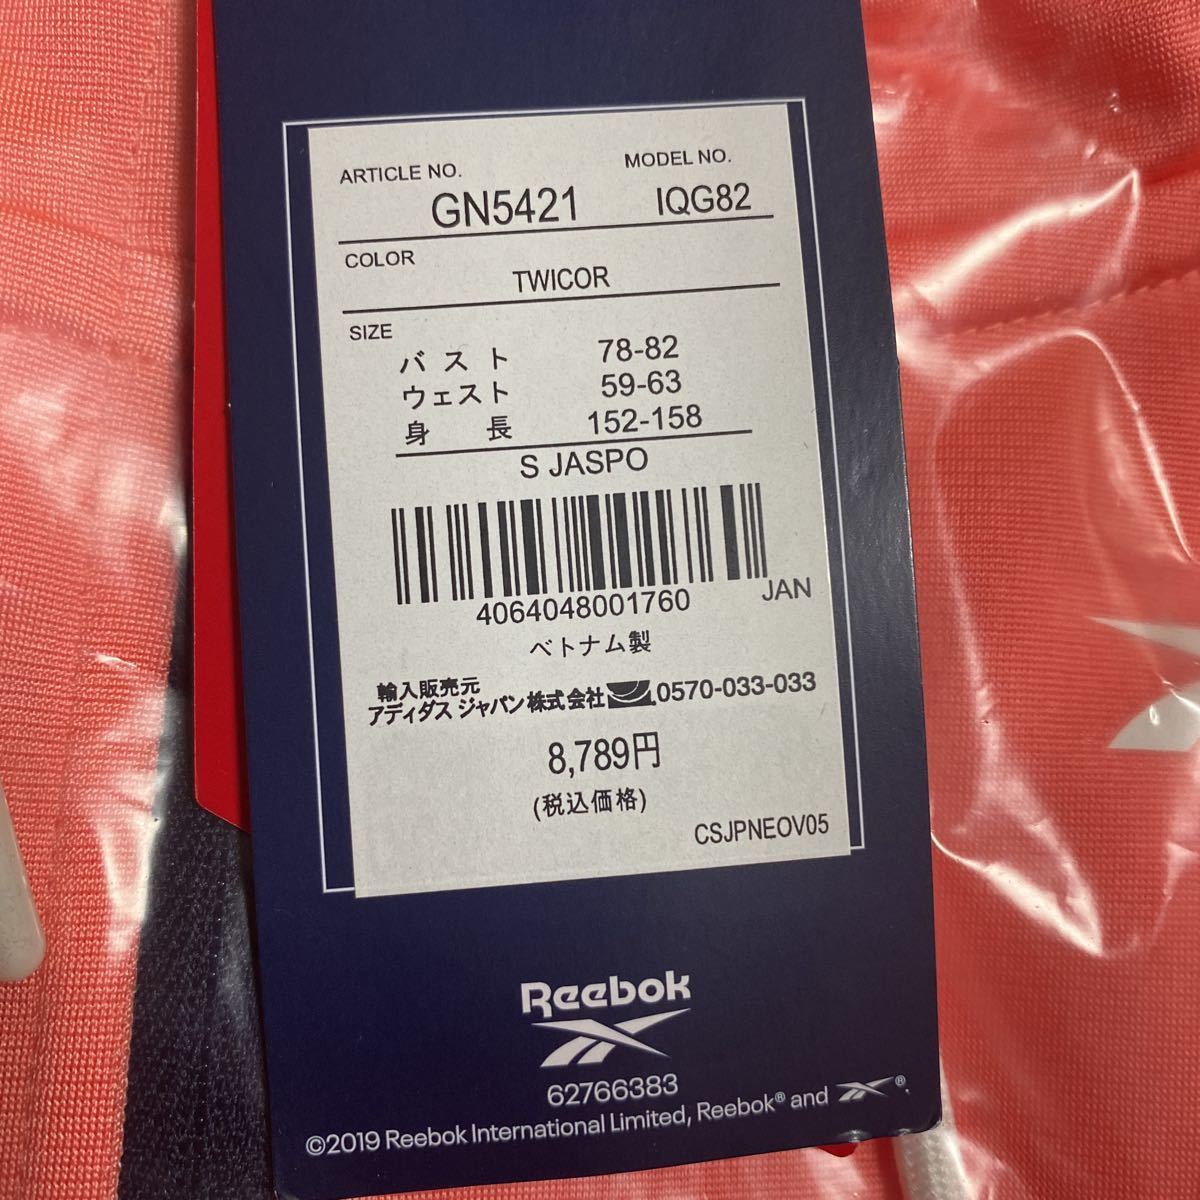 ARTICLE NO. MODEL NO.
GN5421 IQG82
COLOR
TWICOR
SIZE
バスト 78-82
ウェスト 59-63
身長 152-158
S JASPO
4064048001760 JAN
ベトナム製
輸入販売元
アディダス ジャパン株式会社 0570-033-033
8,789円
(税込価格)
CSJPNEOV05
Reebok
62766383
©2019 Reebok International Limited, Reebok® and ®.